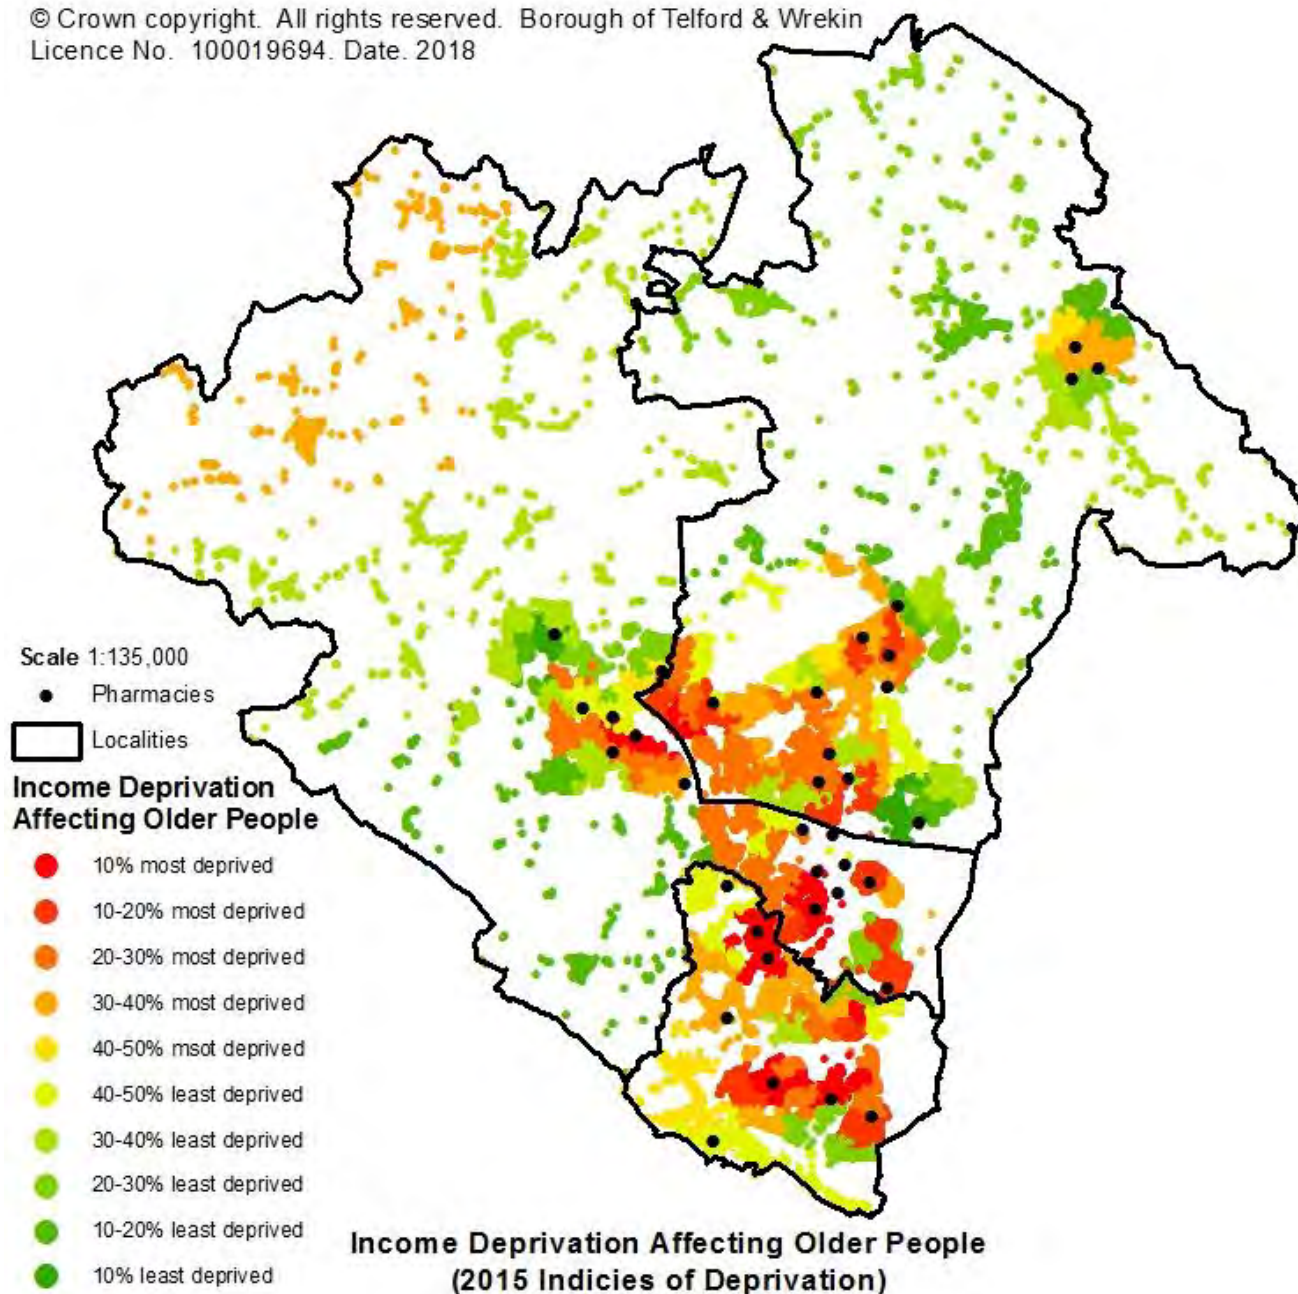 © Crown copyright. All rights reserved. Borough of Telford & Wrekin
Licence No. 100019694. Date. 2018
Scale 1:135,000
Pharmacies
Localities
Income Deprivation
Affecting Older People
10% most deprived
10-20% most deprived
20-30% most deprived
30-40% most deprived
40-50% msot deprived
40-50% least deprived
30-40% least deprived
20-30% least deprived
10-20% least deprived
10% least deprived
Income Deprivation Affecting Older People
(2015 Indicies of Deprivation)